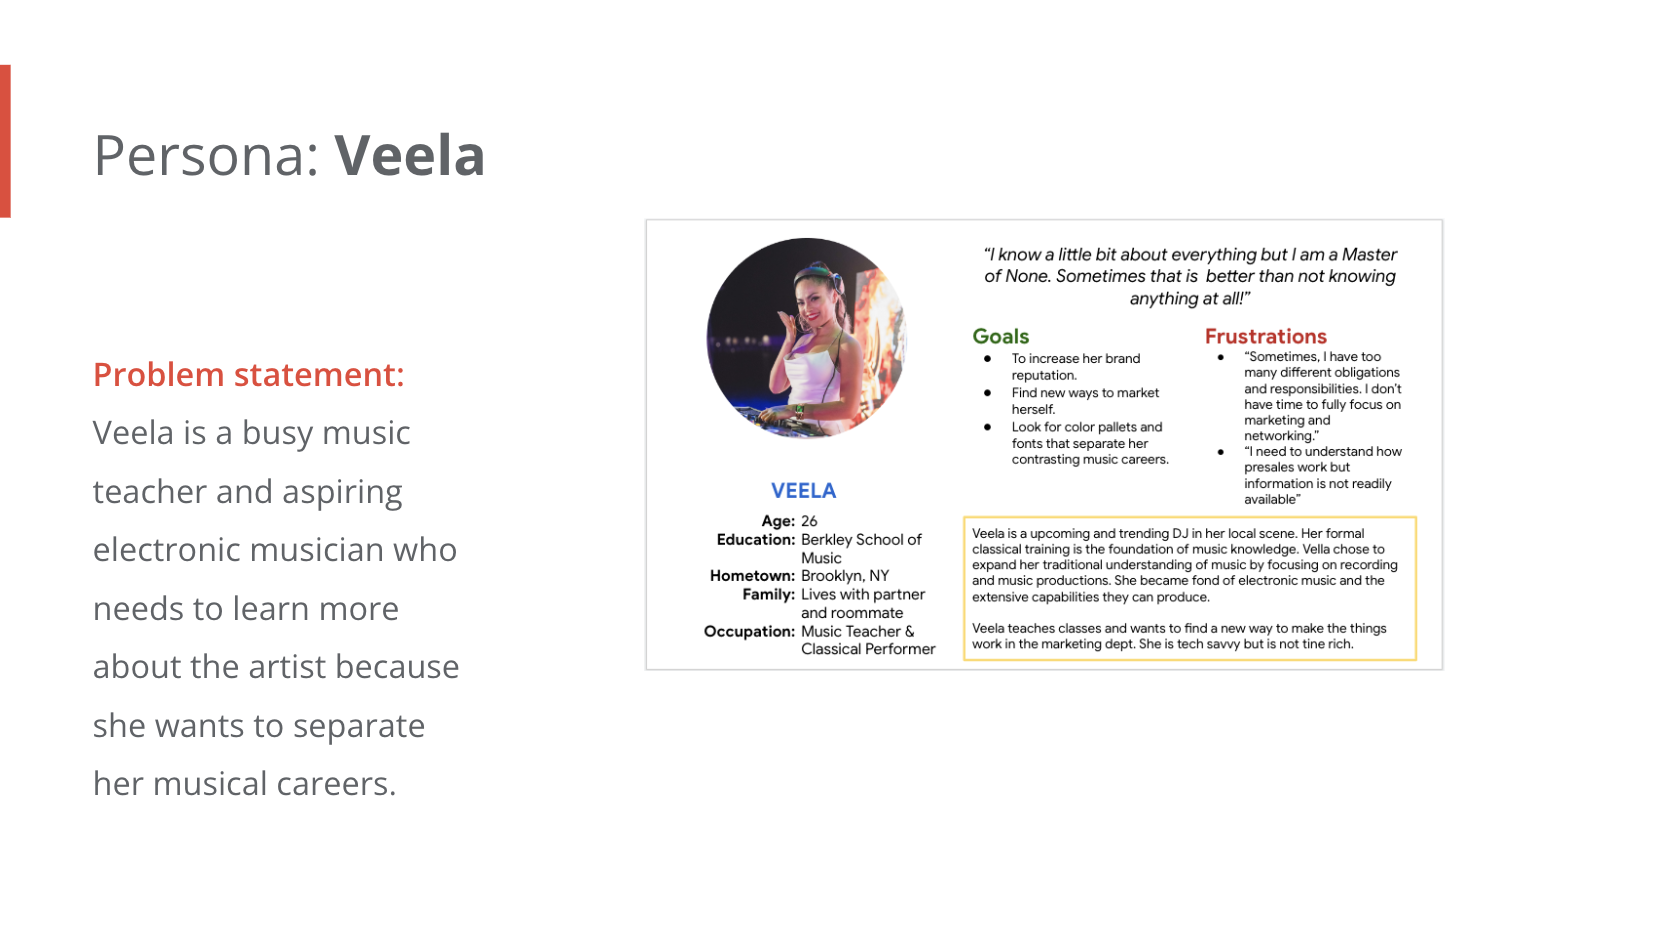 Persona: Veela
Problem statement:
Veela is a busy music
teacher and aspiring
electronic musician who
needs to learn more
about the artist because
she wants to separate
her musical careers.
VEELA
Age: 26
Education: Berkley School of
Music
Hometown: Brooklyn, NY
Family: Lives with partner
and roommate
Occupation: Music Teacher &
Classical Performer
“I know a little bit about everything but I am a Master
of None. Sometimes that is better than not knowing
anything at all!”
Goals
● To increase her brand
reputation.
● Find new ways to market
herself.
● Look for color pallets and
fonts that separate her
contrasting music careers.
Frustrations
● “Sometimes, I have too
many different obligations
and responsibilities. I don’t
have time to fully focus on
marketing and
networking.”
● “I need to understand how
presales work but
information is not readily
available”
Veela is a upcoming and trending DJ in her local scene. Her formal
classical training is the foundation of music knowledge. Vella chose to
expand her traditional understanding of music by focusing on recording
and music productions. She became fond of electronic music and the
extensive capabilities they can produce.
Veela teaches classes and wants to find a new way to make the things
work in the marketing dept. She is tech savvy but is not tine rich.